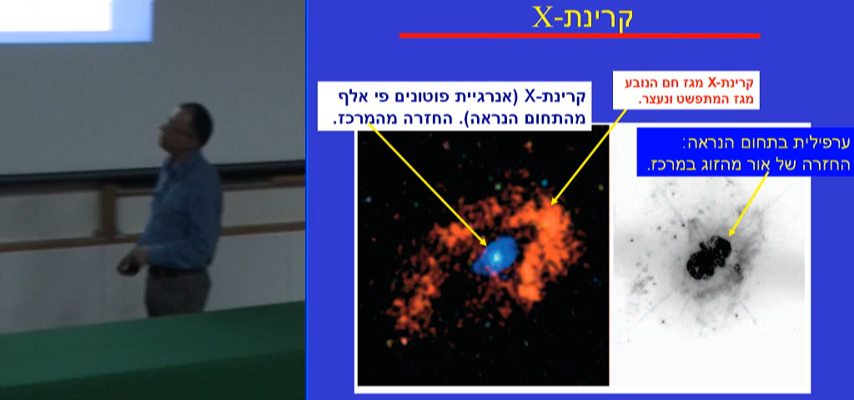 קרינת-X
קרינת-X מגז חם הנובע
מגז המתפשט ונעצר.
קרינת-X (אנרגיית פוטונים פי אלף
מהתחום הנראה). החזרה מהמרכז.
ערפילית בתחום הנראה:
החזרה של אור מהזוג במרכז.